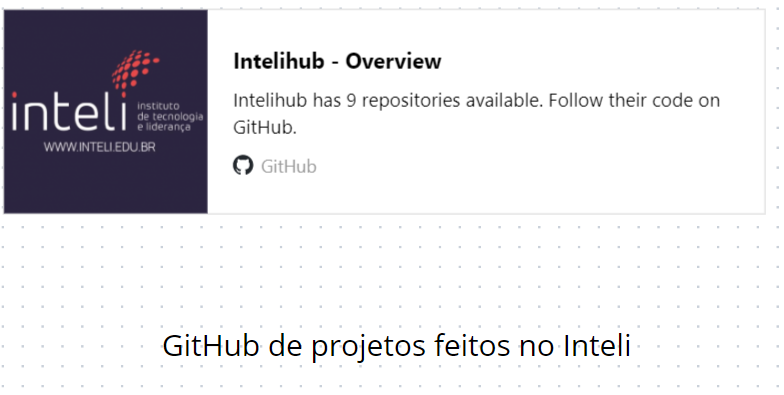 inteli
instituto
de tecnologia
e liderança
WWW.INTELI.EDU.BR
Intelihub - Overview
Intelihub has 9 repositories available. Follow their code on
GitHub.
GitHub
GitHub de projetos feitos no Inteli